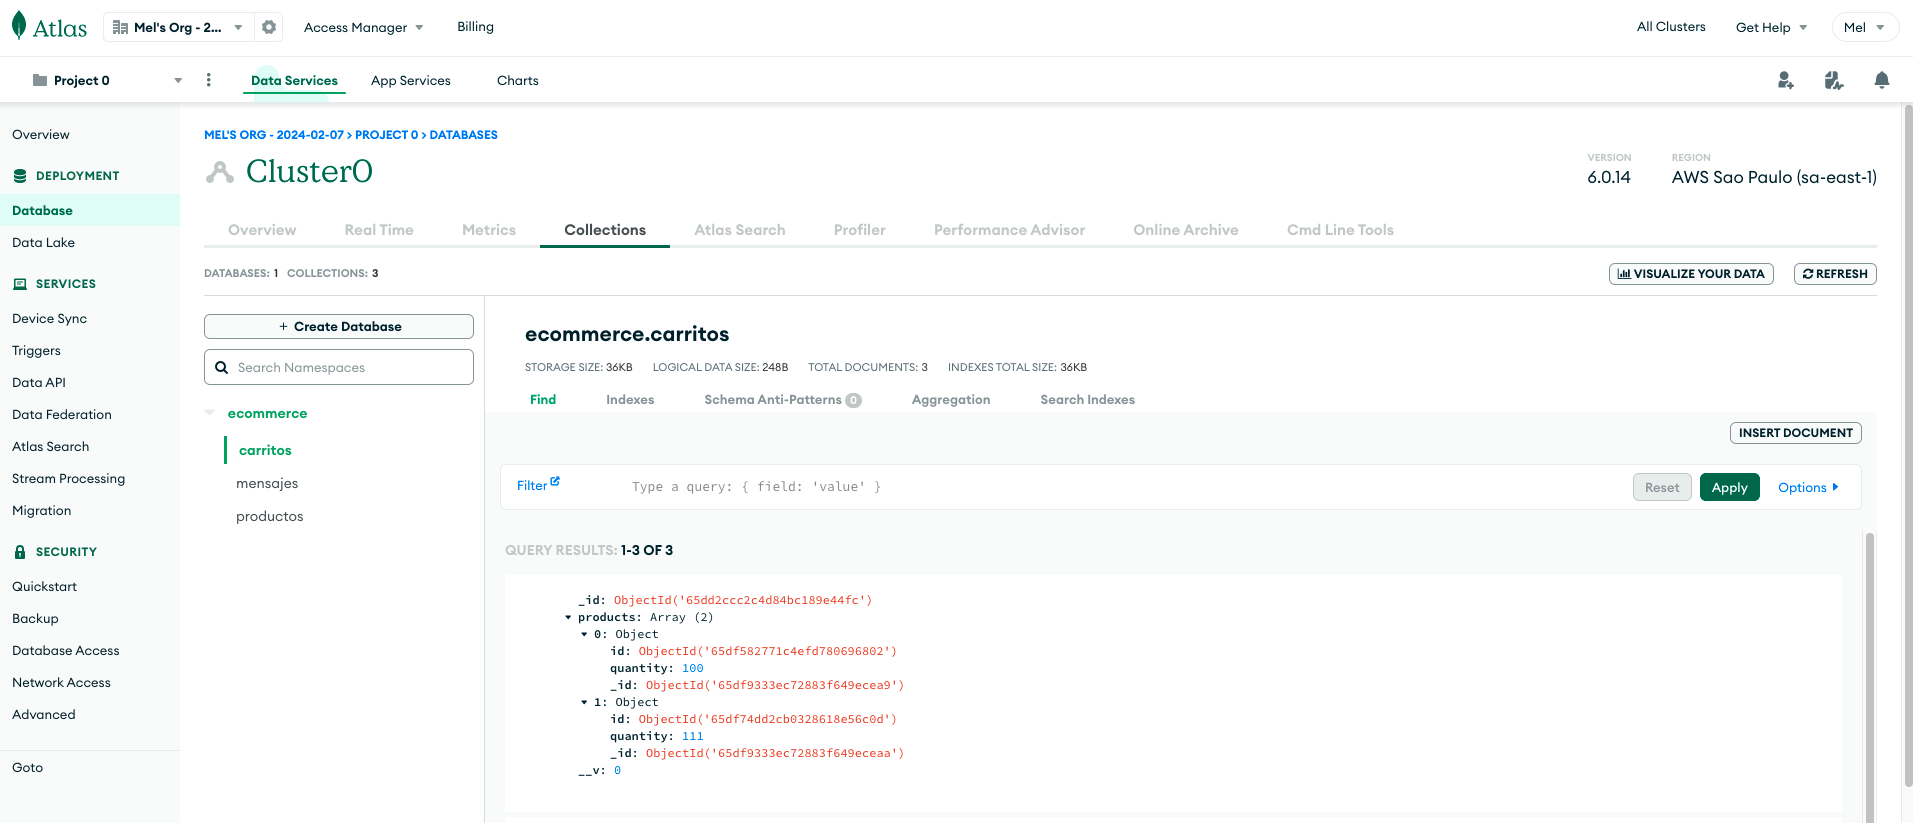 Atlas
Mel's Org - 2...
Access Manager
Billing
All Clusters
Get Help
Mel
Project 0
Data Services
App Services
Charts
Overview
DEPLOYMENT
Database
Data Lake
SERVICES
Device Sync
Triggers
Data API
Data Federation
Atlas Search
Stream Processing
Migration
SECURITY
Quickstart
Backup
Database Access
Network Access
Advanced
Goto
MEL'S ORG - 2024-02-07 > PROJECT 0 > DATABASES
Cluster0
VERSION
6.0.14
REGION
AWS Sao Paulo (sa-east-1)
Overview
Real Time
Metrics
Collections
Atlas Search
Profiler
Performance Advisor
Online Archive
Cmd Line Tools
DATABASES: 1 COLLECTIONS: 3
VISUALIZE YOUR DATA
REFRESH
+ Create Database
Search Namespaces
ecommerce
carritos
mensajes
productos
ecommerce.carritos
STORAGE SIZE: 36KB LOGICAL DATA SIZE: 248B TOTAL DOCUMENTS: 3 INDEXES TOTAL SIZE: 36KB
Find
Indexes
Schema Anti-Patterns 0
Aggregation
Search Indexes
INSERT DOCUMENT
Filter
Type a query: { field: 'value' }
Reset
Apply
Options
QUERY RESULTS: 1-3 OF 3
_id: ObjectId('65dd2ccc2c4d84bc189e44fc')
products: Array (2)
0: Object
id: ObjectId('65df582771c4efd780696802')
quantity: 100
_id: ObjectId('65df9333ec72883f649ecea9')
1: Object
id: ObjectId('65df74dd2cb0328618e56c0d')
quantity: 111
_id: ObjectId('65df9333ec72883f649eceaa')
__v: 0